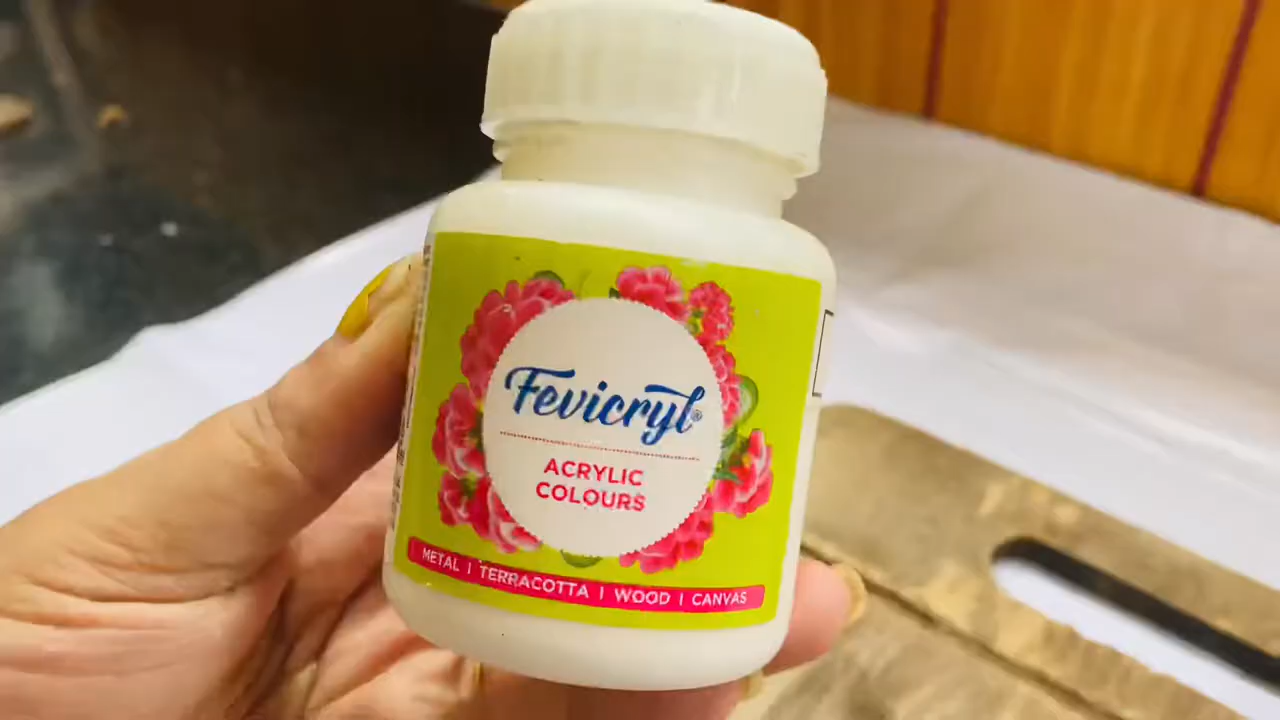 Fevicryl®
ACRYLIC
COLOURS
METAL | TERRACOTTA | WOOD | CANVAS